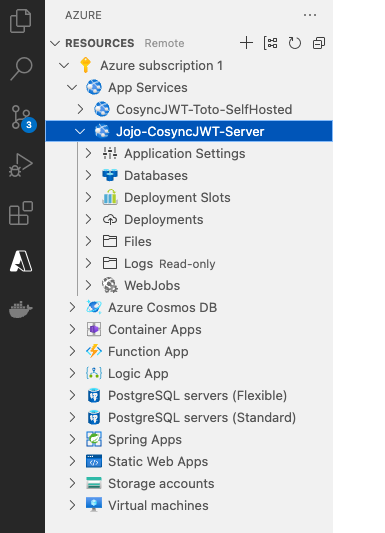 AZURE
RESOURCES Remote
Azure subscription 1
App Services
CosyncJWT-Toto-SelfHosted
Jojo-CosyncJWT-Server
Application Settings
Databases
Deployment Slots
Deployments
Files
Logs Read-only
WebJobs
Azure Cosmos DB
Container Apps
Function App
Logic App
PostgreSQL servers (Flexible)
PostgreSQL servers (Standard)
Spring Apps
Static Web Apps
Storage accounts
Virtual machines
3